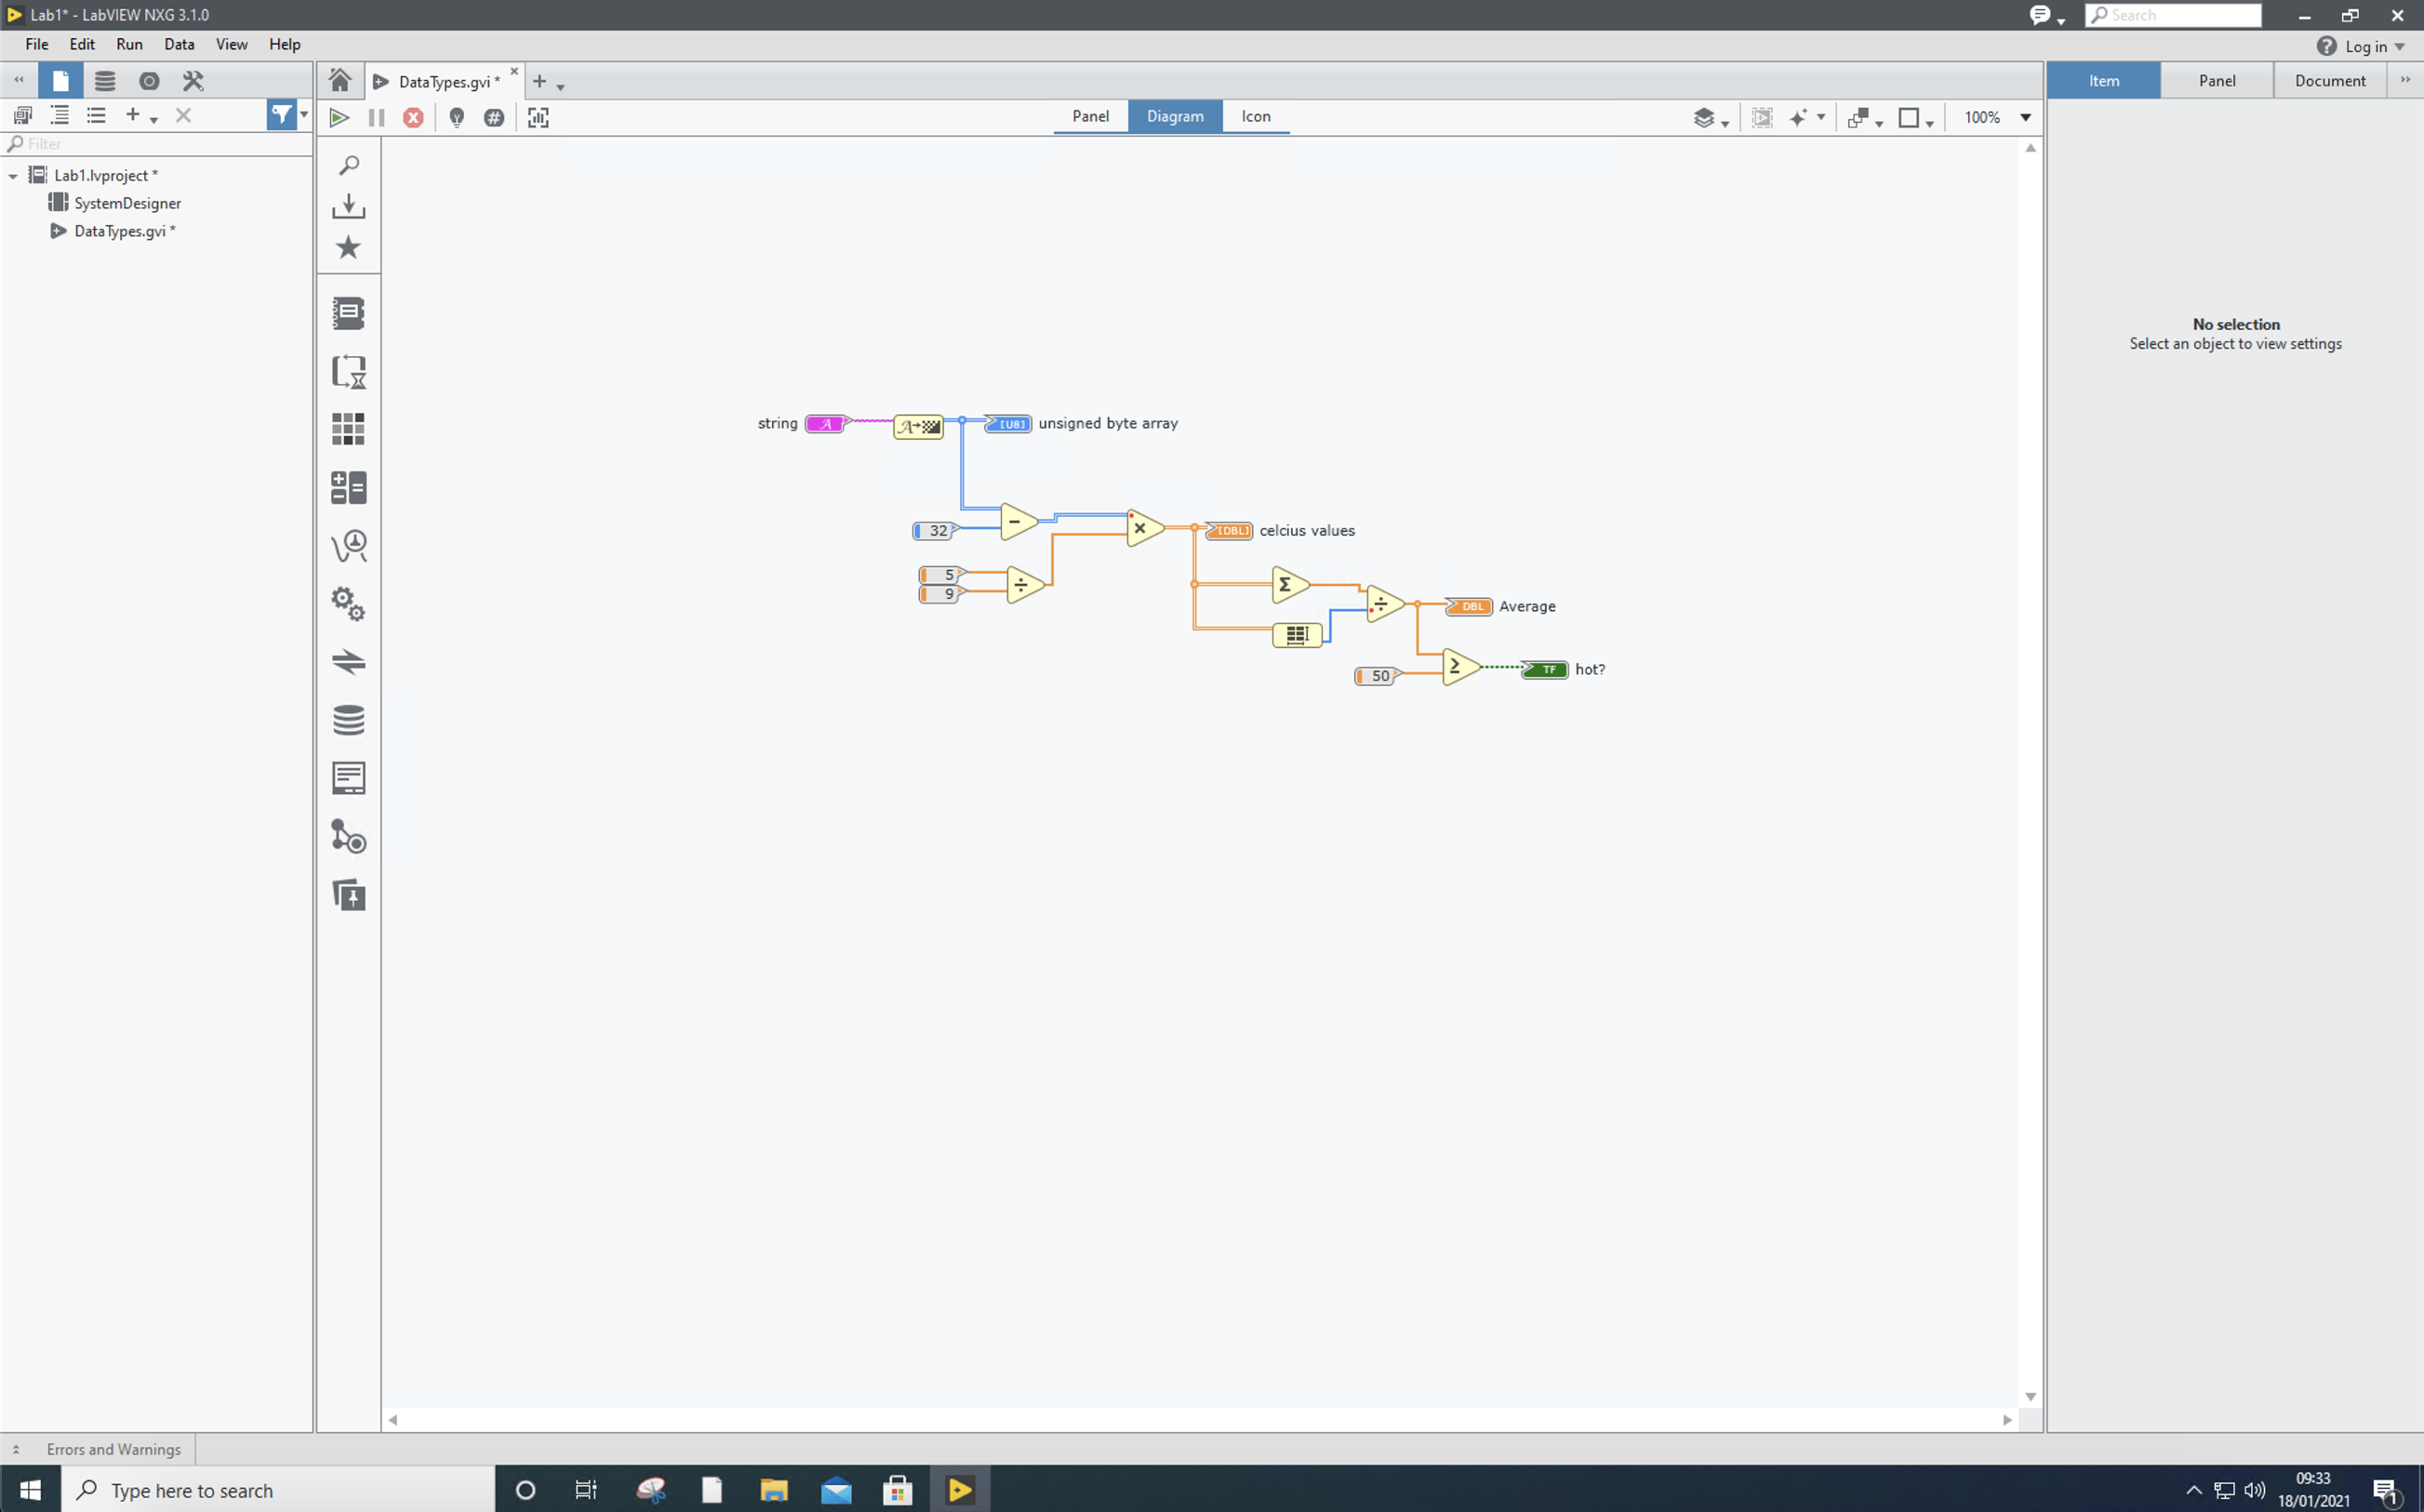 Lab1* - LabVIEW NXG 3.1.0
Search
File Edit Run Data View Help
Log in
DataTypes.gvi *
Item Panel Document
Panel Diagram Icon
100%
Filter
Lab1.lvproject *
SystemDesigner
DataTypes.gvi *
No selection
Select an object to view settings
string
[U8] unsigned byte array
32
[DBL] celcius values
5
9
DBL Average
50
TF hot?
Errors and Warnings
Type here to search
09:33
18/01/2021
1